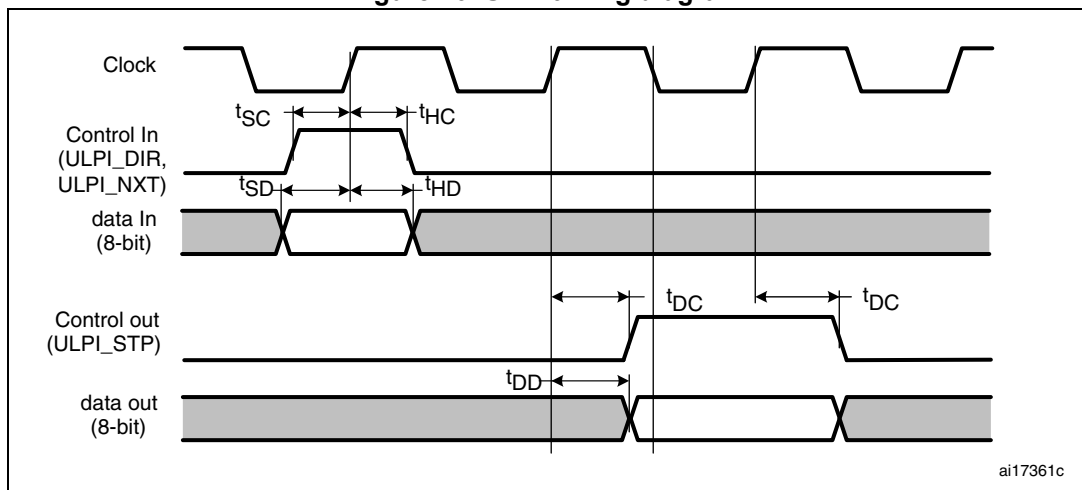 Clock
tSC
tHC
Control In
(ULPI_DIR,
ULPI_NXT)
tSD
tHD
data In
(8-bit)
tDC
tDC
Control out
(ULPI_STP)
tDD
data out
(8-bit)
ai17361c